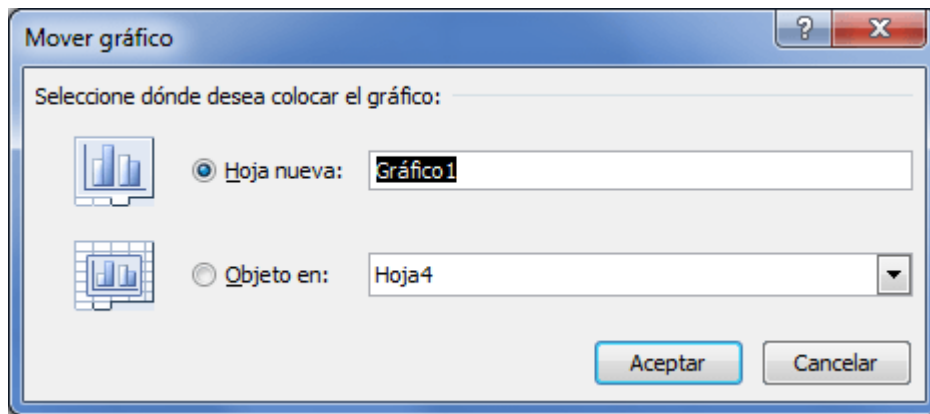 Mover gráfico
Seleccione dónde desea colocar el gráfico:
Hoja nueva: Gráfico1
Objeto en: Hoja4
Aceptar Cancelar